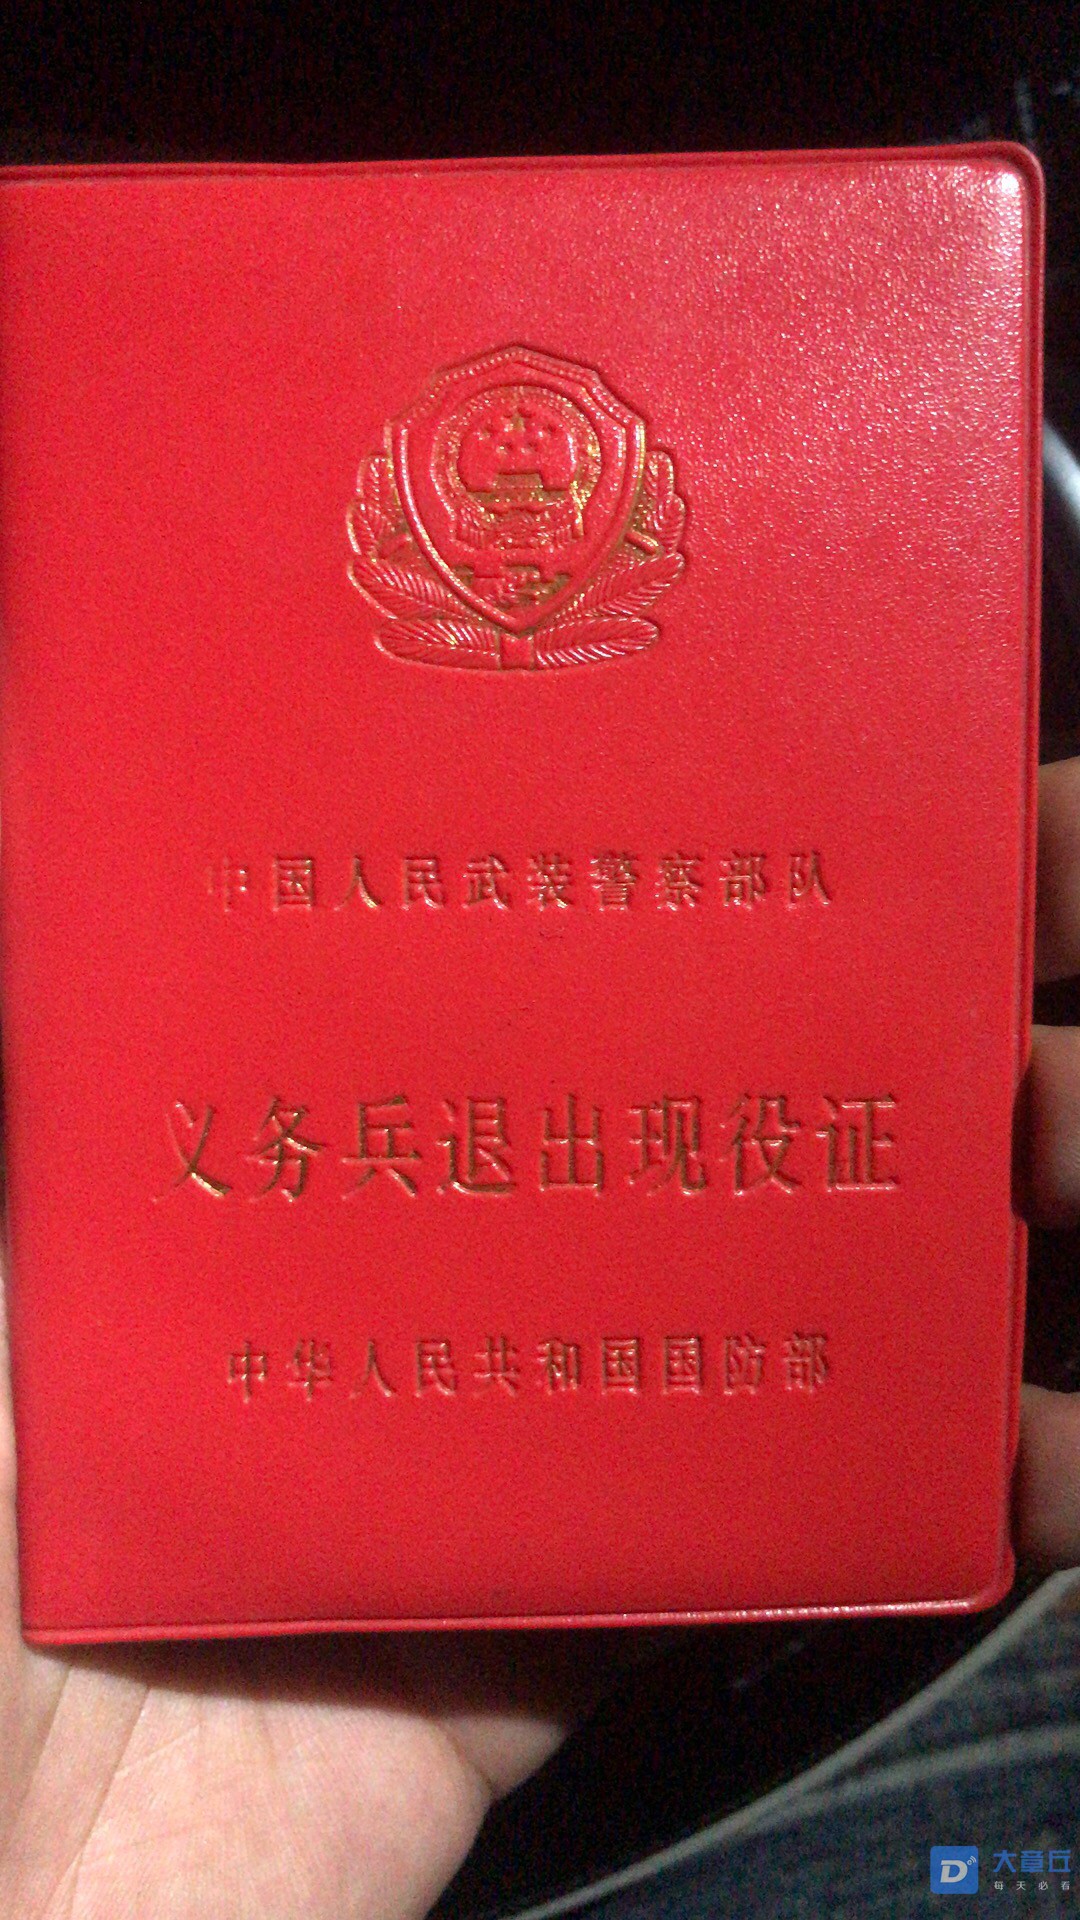 中国人民武装警察部队
义务兵退出现役证
中华人民共和国国防部
D
大章丘
每天必看